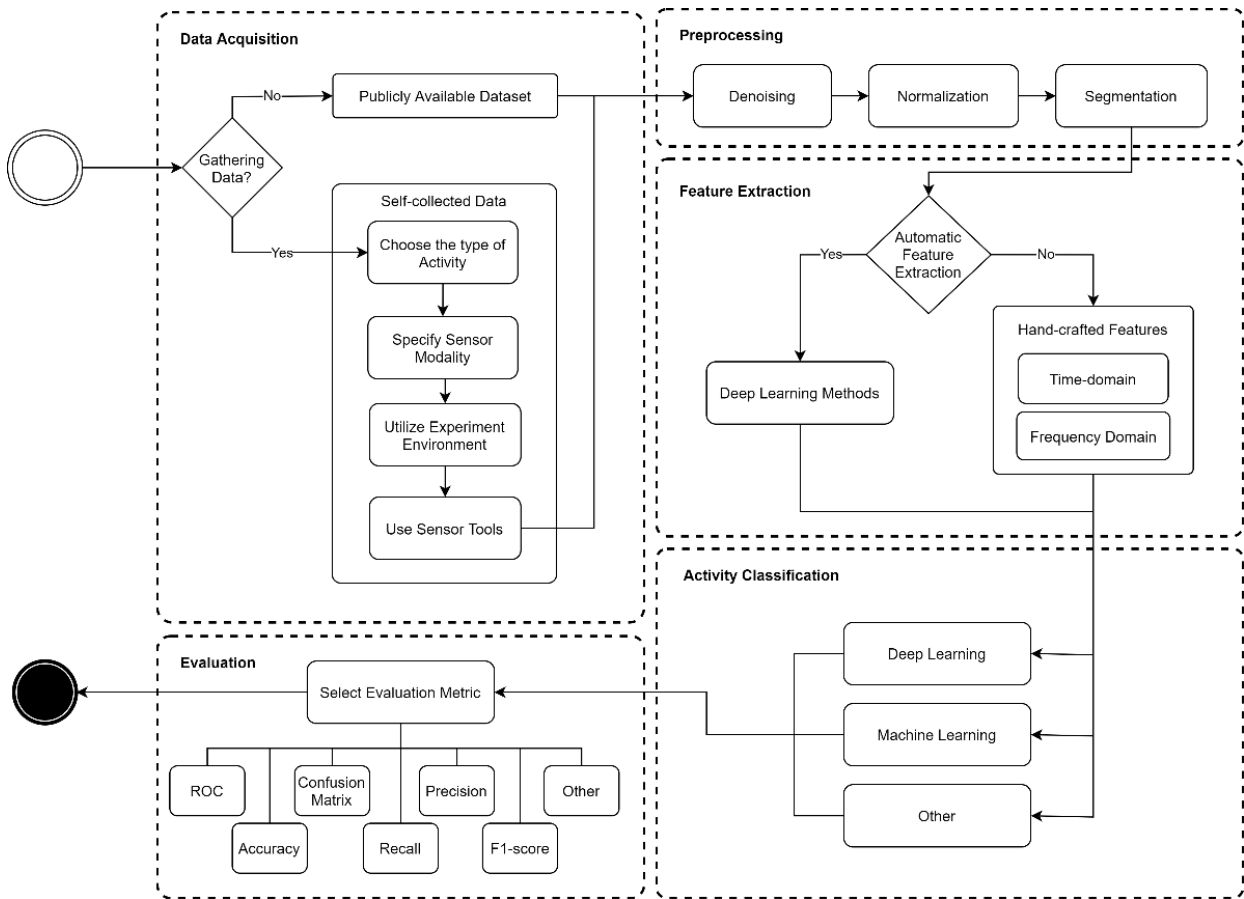 Data Acquisition
No
Publicly Available Dataset
Gathering
Data?
Self-collected Data
Yes
Choose the type of
Activity
Specify Sensor
Modality
Utilize Experiment
Environment
Use Sensor Tools
Preprocessing
Denoising
Normalization
Segmentation
Feature Extraction
Automatic
Feature
Extraction
Yes
No
Deep Learning Methods
Hand-crafted Features
Time-domain
Frequency Domain
Activity Classification
Deep Learning
Machine Learning
Other
Evaluation
Select Evaluation Metric
ROC
Confusion
Matrix
Precision
Other
Accuracy
Recall
F1-score